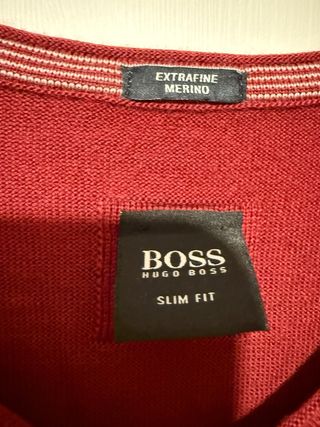 EXTRAFINE
MERINO
BOSS
HUGO BOSS
SLIM FIT